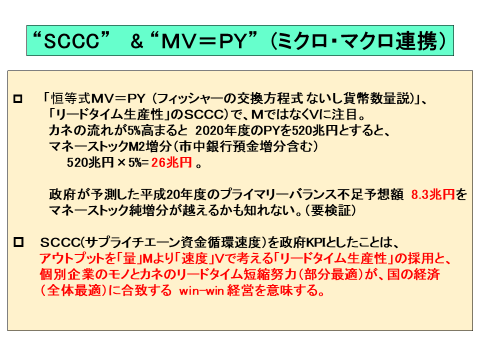 “SCCC” ＆“MV＝PY”（ミクロ・マクロ連携）
「恒等式MV＝PY（フィッシャーの交換方程式 ないし貨幣数量説）」、
「リードタイム生産性」のSCCC）で、MではなくVに注目。
カネの流れが5%高まると 2020年度のPYを520兆円とすると、
マネーストックM2増分（市中銀行預金増分含む）
520兆円×5%＝26兆円 。
政府が予測した平成20年度のプライマリーバランス不足予想額 8.3兆円を
マネーストック純増分が越えるかも知れない。（要検証）
SCCC（サプライチエーン資金循環速度）を政府KPIとしたことは、
アウトプットを「量」Mより「速度」Vで考える「リードタイム生産性」の採用と、
個別企業のモノとカネのリードタイム短縮努力（部分最適）が、国の経済
（全体最適）に合致する win-win 経営を意味する。